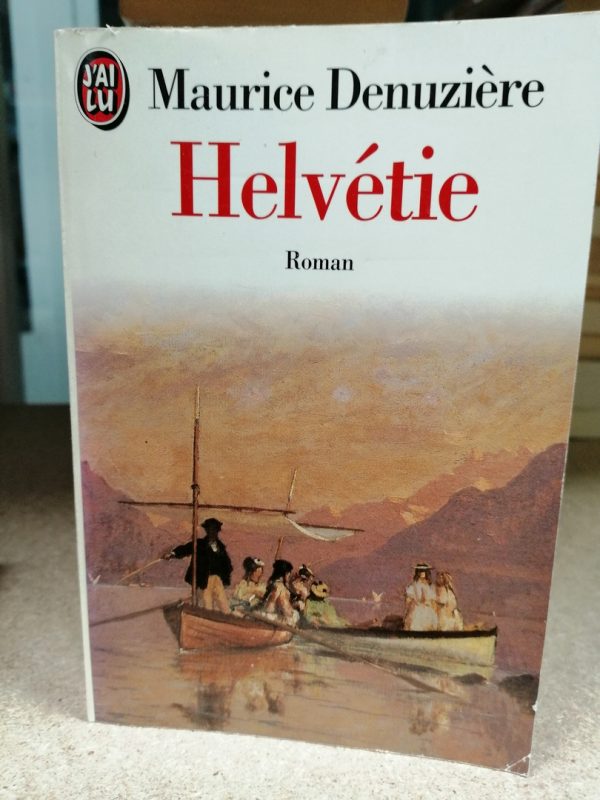 J'AI
LU
Maurice Denuzière
Helvétie
Roman